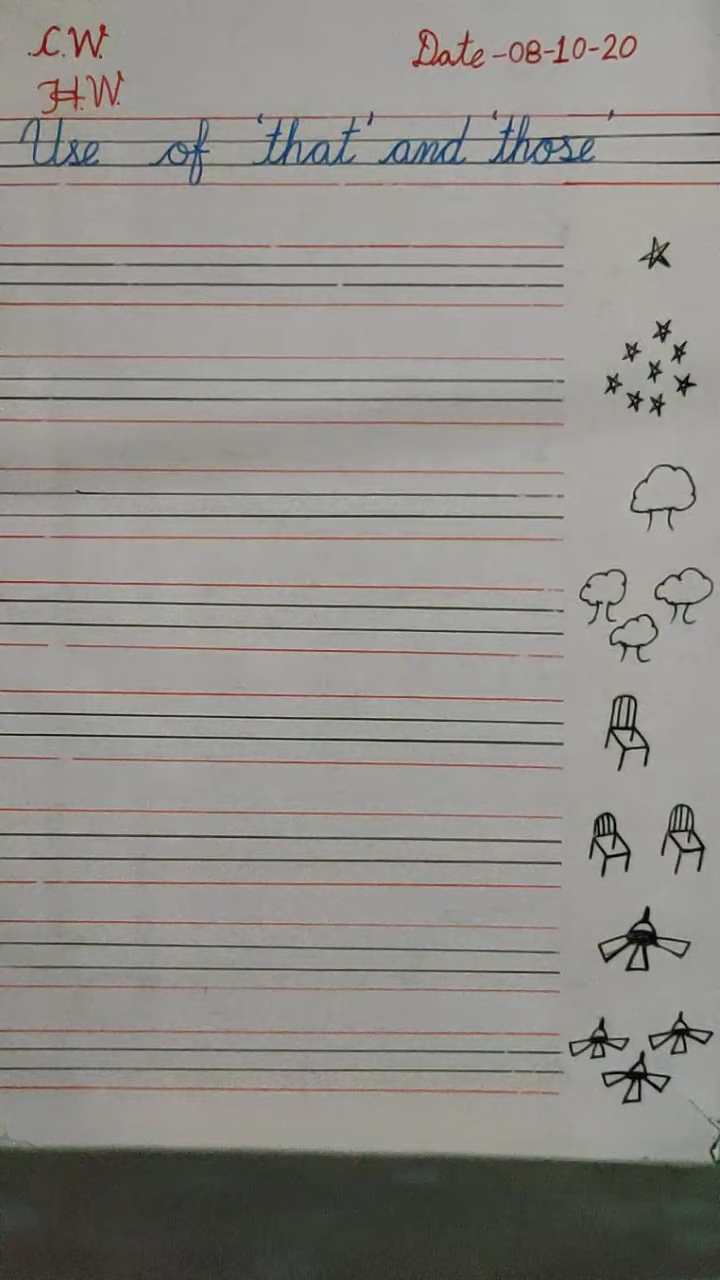 C.W.
Date-08-10-20
H.W.
Use of 'that' and 'those'